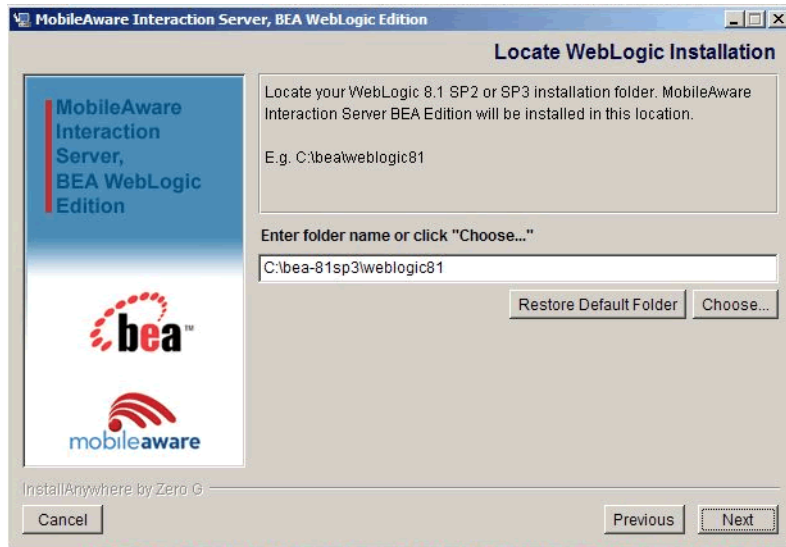 MobileAware Interaction Server, BEA WebLogic Edition
Locate WebLogic Installation
MobileAware
Interaction
Server,
BEA WebLogic
Edition
Locate your WebLogic 8.1 SP2 or SP3 installation folder. MobileAware
Interaction Server BEA Edition will be installed in this location.
E.g. C:\bea\weblogic81
Enter folder name or click "Choose..."
C:\bea-81sp3\weblogic81
Restore Default Folder
Choose...
bea™
mobileaware
InstallAnywhere by Zero G
Cancel
Previous
Next